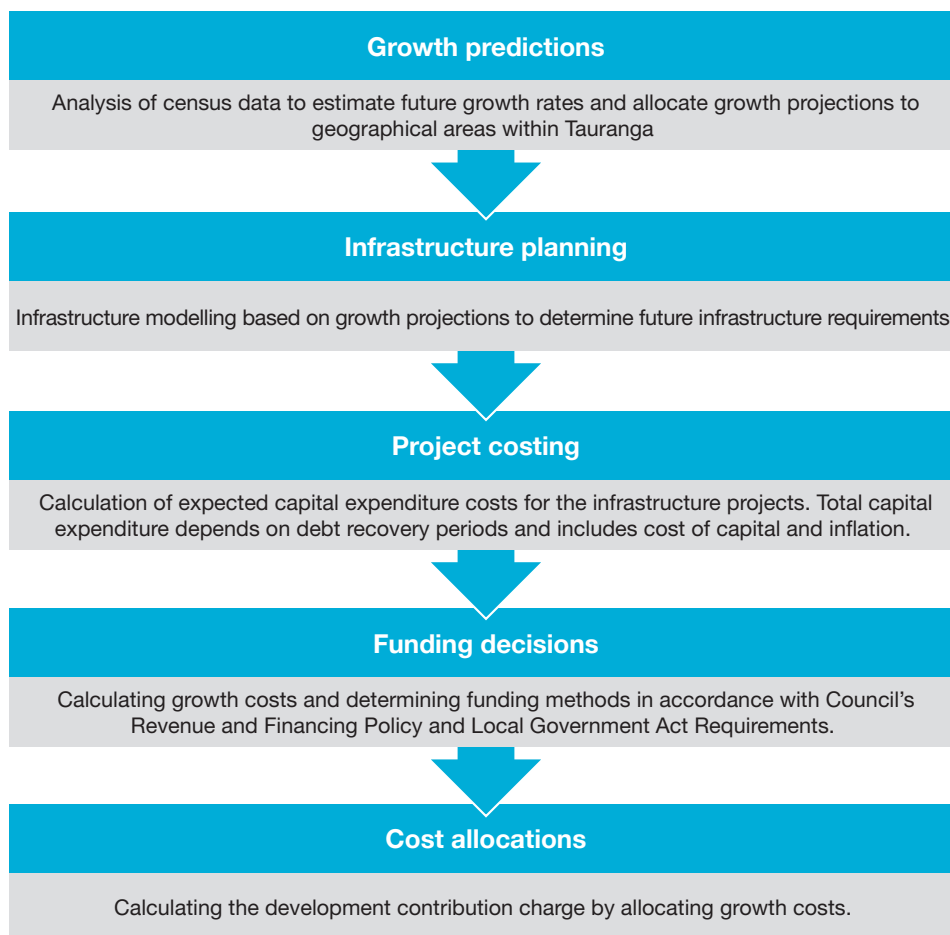 Growth predictions
Analysis of census data to estimate future growth rates and allocate growth projections to
geographical areas within Tauranga
Infrastructure planning
Infrastructure modelling based on growth projections to determine future infrastructure requirements
Project costing
Calculation of expected capital expenditure costs for the infrastructure projects. Total capital
expenditure depends on debt recovery periods and includes cost of capital and inflation.
Funding decisions
Calculating growth costs and determining funding methods in accordance with Council’s
Revenue and Financing Policy and Local Government Act Requirements.
Cost allocations
Calculating the development contribution charge by allocating growth costs.